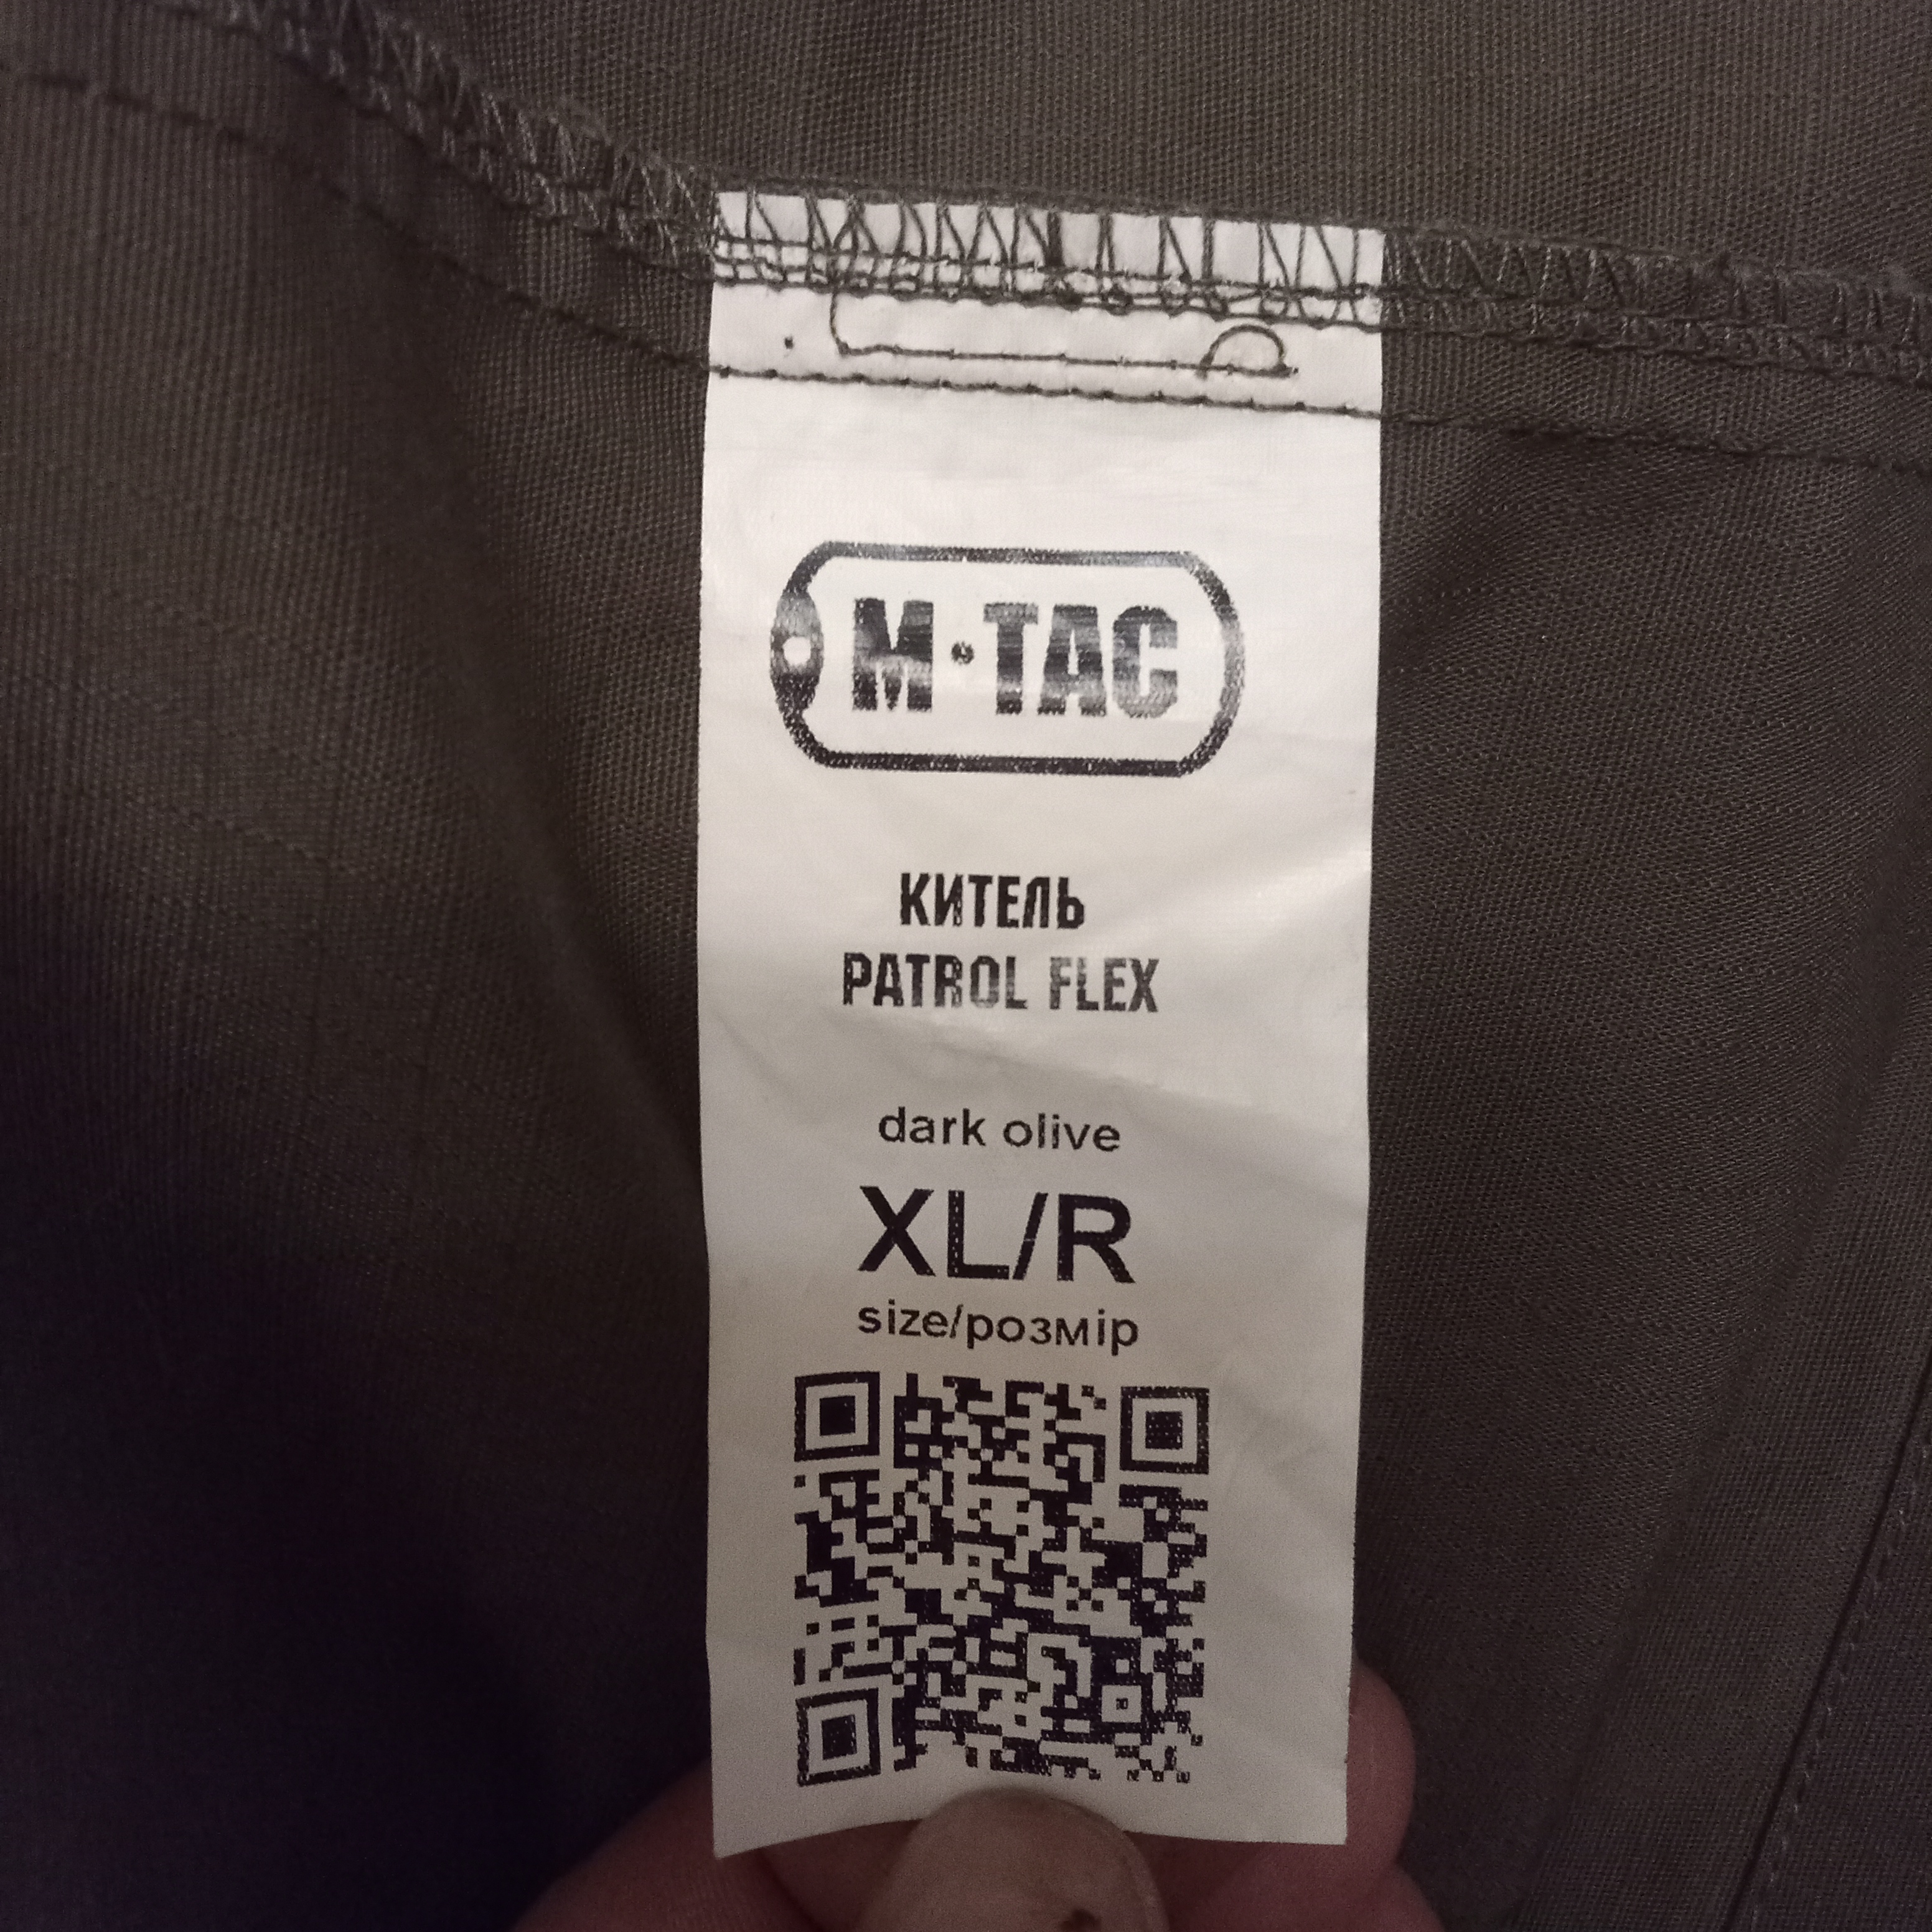 M·TAC
КИТЕЛЬ
PATROL FLEX
dark olive
XL/R
size/розмір